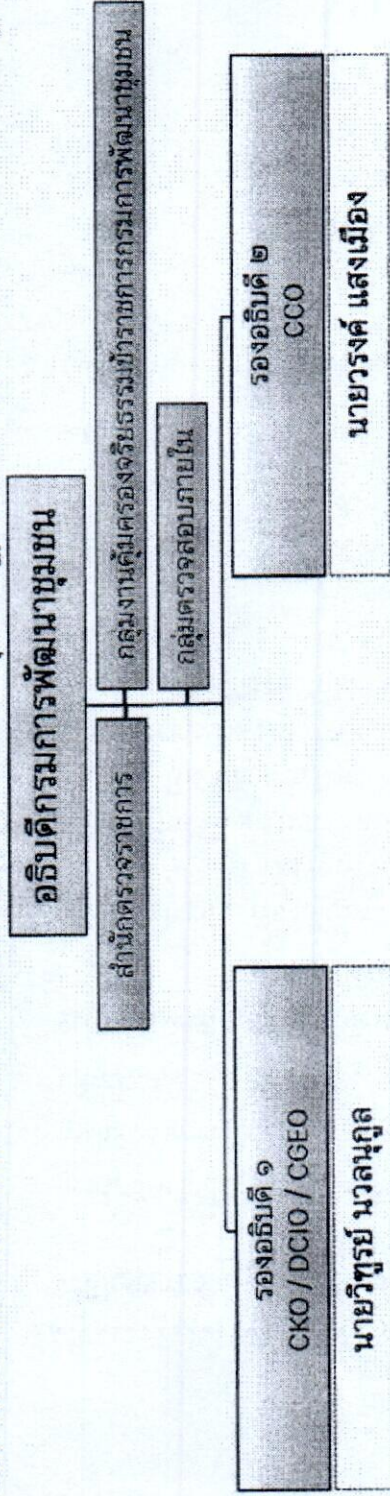 อธิบดีกรมการพัฒนาชุมชน
สำนักตรวจราชการ
กลุ่มงานคุ้มครองจริยธรรมข้าราชการกรมการพัฒนาชุมชน
กลุ่มตรวจสอบภายใน
รองอธิบดี ๑
CKO / DCIO / CGEO
นายวิฑูรย์ นวลนุกูล
รองอธิบดี ๒
CCO
นายวรงค์ แสงเมือง